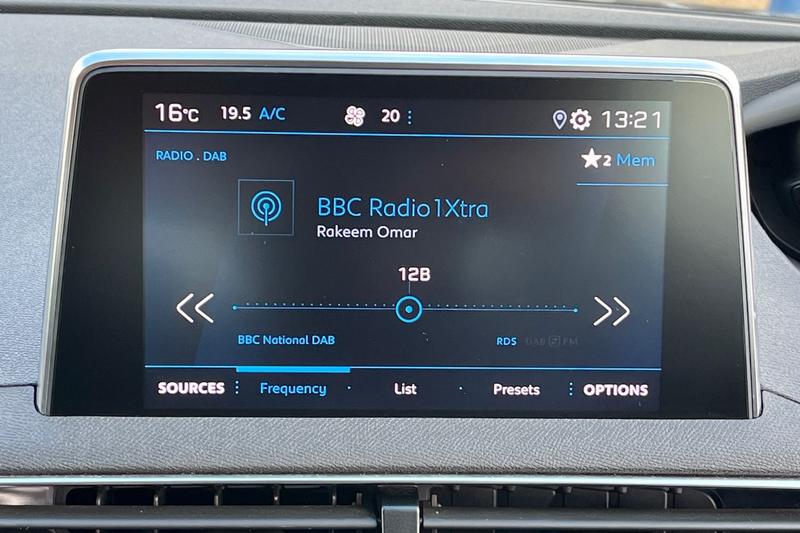 16°C 19.5 A/C 20 13:21
RADIO . DAB
2 Mem
BBC Radio 1Xtra
Rakeem Omar
12B
BBC National DAB RDS DAB FM
SOURCES Frequency List Presets OPTIONS